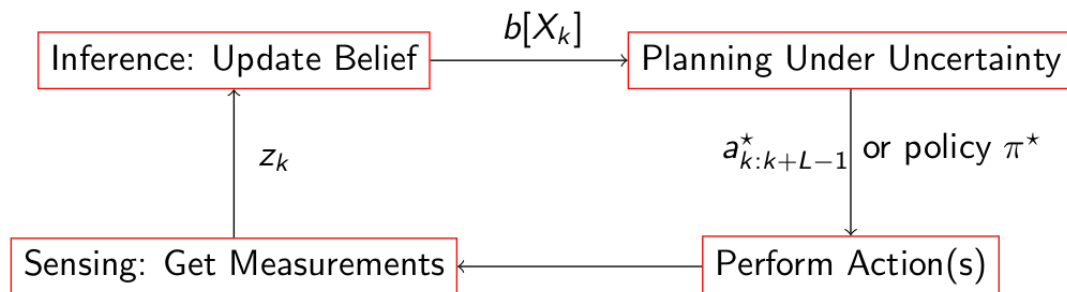 b[X_k]
Inference: Update Belief
Planning Under Uncertainty
z_k
a^⋆_{k:k+L−1} or policy π^⋆
Sensing: Get Measurements
Perform Action(s)